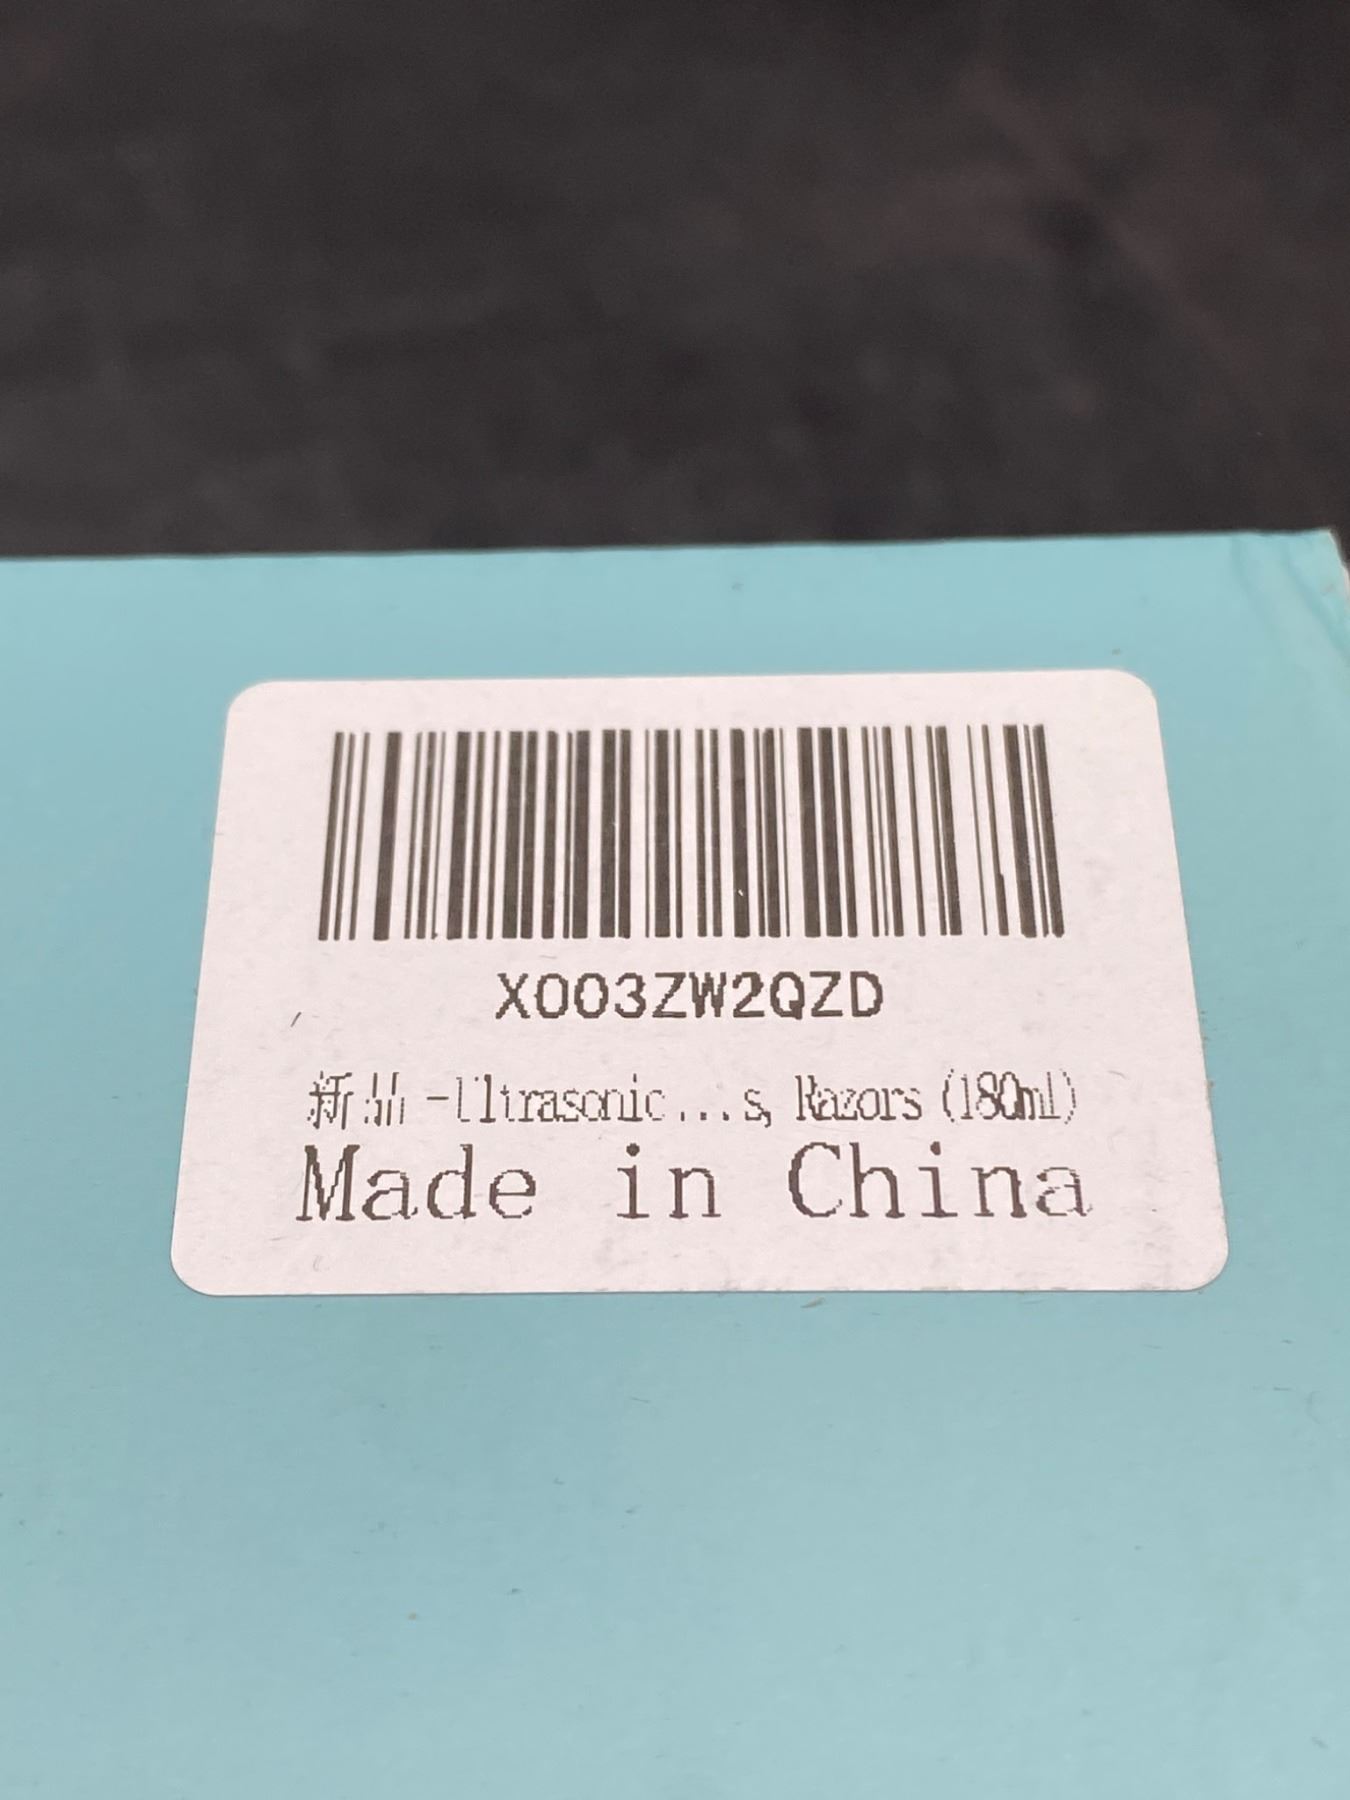 X003ZW2QZD
新品 -Ultrasonic...s, Razors (180ml)
Made in China